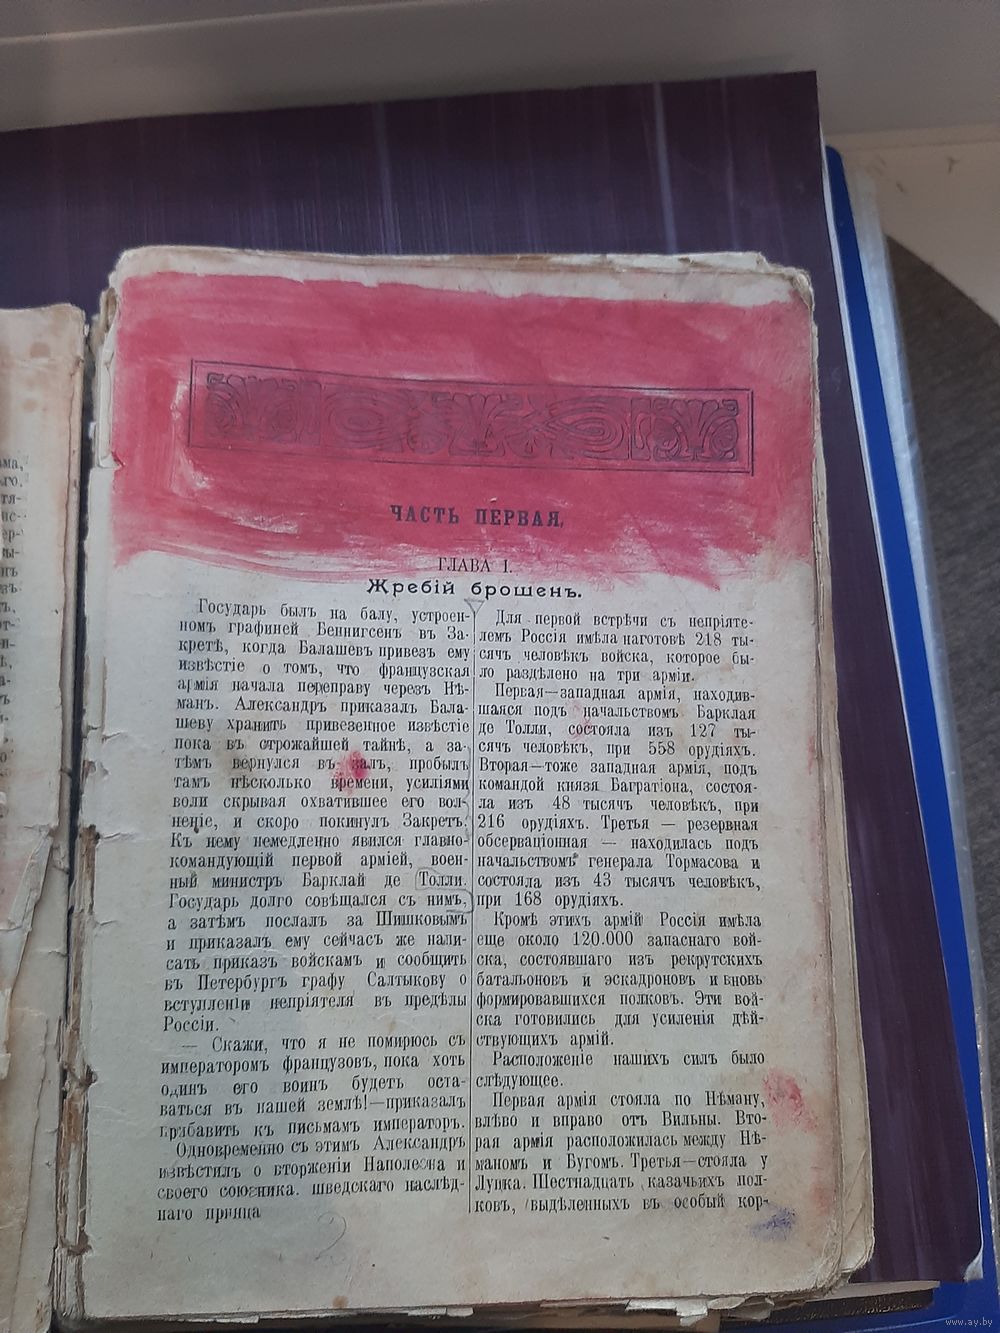 ма,
го,
тя-
ис-
ер-
вы-
нъ
ЧАСТЬ ПЕРВАЯ,
ГЛАВА I.
Жребій брошенъ.
Государь былъ на балу, устроен-
номъ графиней Беннигсенъ въ За-
кретѣ, когда Балашевъ привезъ ему
извѣстіе о томъ, что французская
армія начала переправу черезъ Нѣ-
манъ. Александръ приказалъ Бала-
шеву хранить привезенное извѣстіе
пока въ строжайшей тайнѣ, а за-
тѣмъ вернулся въ залъ, пробылъ
тамъ нѣсколько времени, усиліями
воли скрывая охватившее его вол-
неніе, и скоро покинулъ Закретъ.
Къ нему немедленно явился главно-
командующій первой арміей, воен-
ный министръ Барклай де Толли.
Государь долго совѣщался съ нимъ,
а затѣмъ послалъ за Шишковымъ
и приказалъ ему сейчасъ же напи-
сать приказъ войскамъ и сообщить
въ Петербургъ графу Салтыкову о
вступленіи непріятеля въ предѣлы
Россіи.
— Скажи, что я не помирюсь съ
императоромъ французовъ, пока хоть
одинъ его воинъ будетъ оста-
ваться въ нашей землѣ!—приказалъ
прибавить къ письмамъ императоръ.
Одновременно съ этимъ Александръ
извѣстилъ о вторженіи Наполеона и
своего союзника. шведскаго наслѣд-
наго принца
Для первой встрѣчи съ непріяте-
лемъ Россія имѣла наготовѣ 218 ты-
сячъ человѣкъ войска, которое бы-
ло раздѣлено на три арміи.
Первая—западная армія, находив-
шаяся подъ начальствомъ Барклая
де Толли, состояла изъ 127 ты-
сячъ человѣкъ, при 558 орудіяхъ.
Вторая—тоже западная армія, подъ
командой князя Багратіона, состоя-
ла изъ 48 тысячъ человѣкъ, при
216 орудіяхъ. Третья — резервная
обсерваціонная — находилась подъ
начальствомъ генерала Тормасова и
состояла изъ 43 тысячъ человѣкъ,
при 168 орудіяхъ.
Кромѣ этихъ армій Россія имѣла
еще около 120.000 запаснаго вой-
ска, состоявшаго изъ рекрутскихъ
батальоновъ и эскадроновъ и вновь
формировавшихся полковъ. Эти вой-
ска готовились для усиленія дѣй-
ствующихъ армій.
Расположеніе нашихъ силъ было
слѣдующее.
Первая армія стояла по Нѣману,
влѣво и вправо отъ Вильны. Вто-
рая армія расположилась между Нѣ-
маномъ и Бугомъ. Третья—стояла у
Луцка. Шестнадцать казачьихъ пол-
ковъ, выдѣленныхъ въ особый кор-
www.ay.by